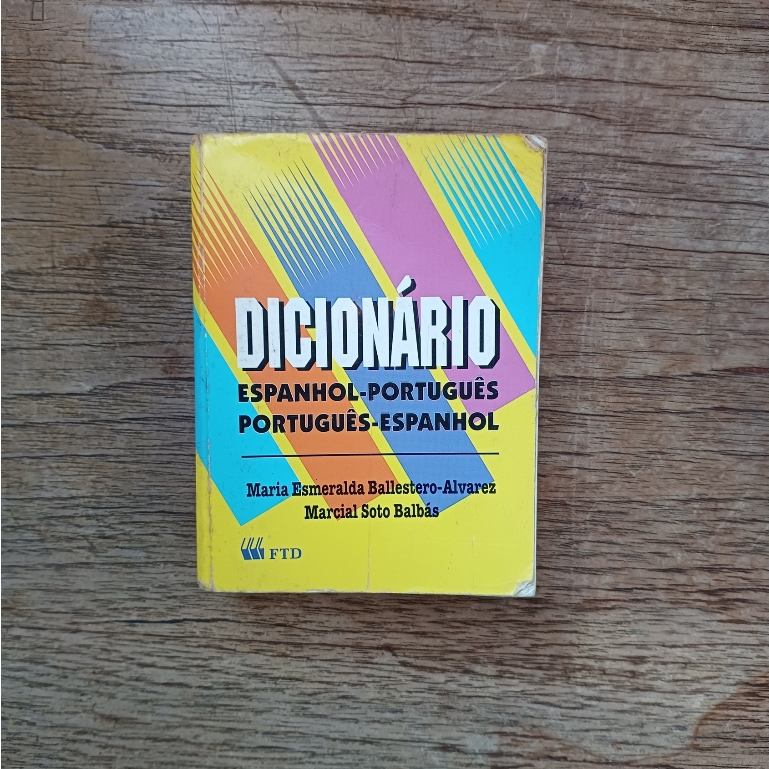 DICIONÁRIO
ESPANHOL-PORTUGUÊS
PORTUGUÊS-ESPANHOL
Maria Esmeralda Ballestero-Alvarez
Marcial Soto Balbás
FTD